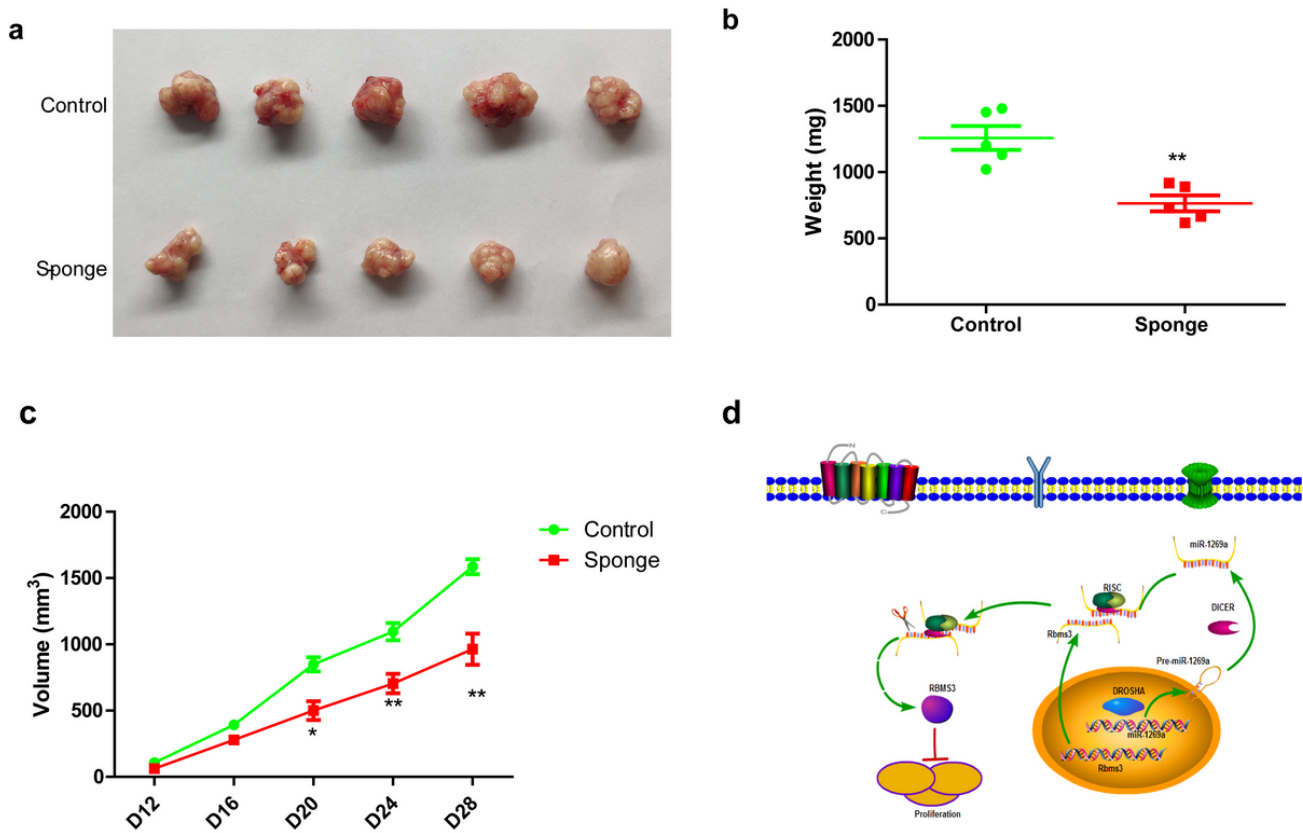 a
Control
Sponge
b
2000
1500
1000
500
0
Weight (mg)
**
Control
Sponge
c
2000
1500
1000
500
0
Volume (mm³)
Control
Sponge
*
**
**
D12
D16
D20
D24
D28
d
N
C
miR-1269a
RISC
DICER
Rbms3
Pre-miR-1269a
DROSHA
miR-1269a
Rbms3
RBMS3
Proliferation